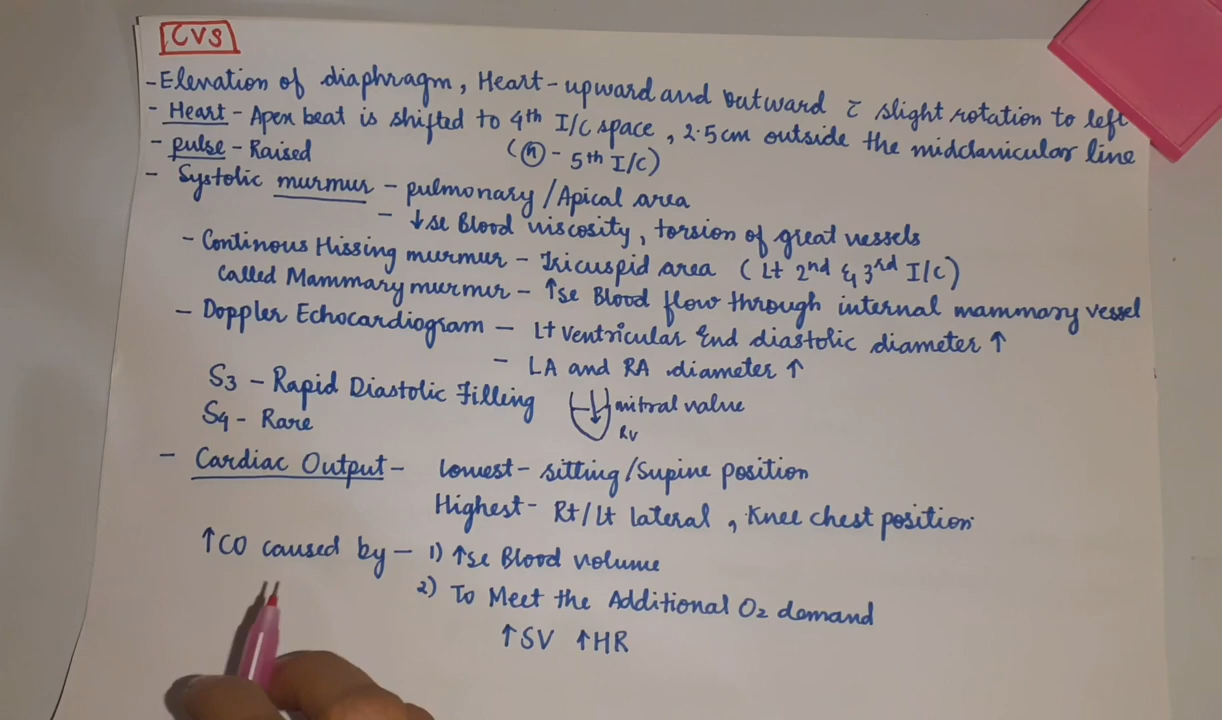 CVS
- Elevation of diaphragm, Heart - upward and outward c̄ slight rotation to left
- Heart - Apex beat is shifted to 4th I/C space, 2.5cm outside the midclavicular line
(n - 5th I/C)
- pulse - Raised
- Systolic murmur - pulmonary/Apical area
- ↓se Blood viscosity, torsion of great vessels
- Continous Hissing murmur - Tricuspid area (Lt 2nd & 3rd I/C)
called Mammary murmur - ↑se Blood flow through internal mammary vessel
- Doppler Echocardiogram - Lt ventricular End diastolic diameter ↑
- LA and RA diameter ↑
S3 - Rapid Diastolic Filling
mitral value
RV
S4 - Rare
- Cardiac Output - lowest - sitting/Supine position
Highest - Rt/Lt lateral, Knee chest position
↑CO caused by - 1) ↑se Blood volume
2) To Meet the Additional O2 demand
↑SV ↑HR